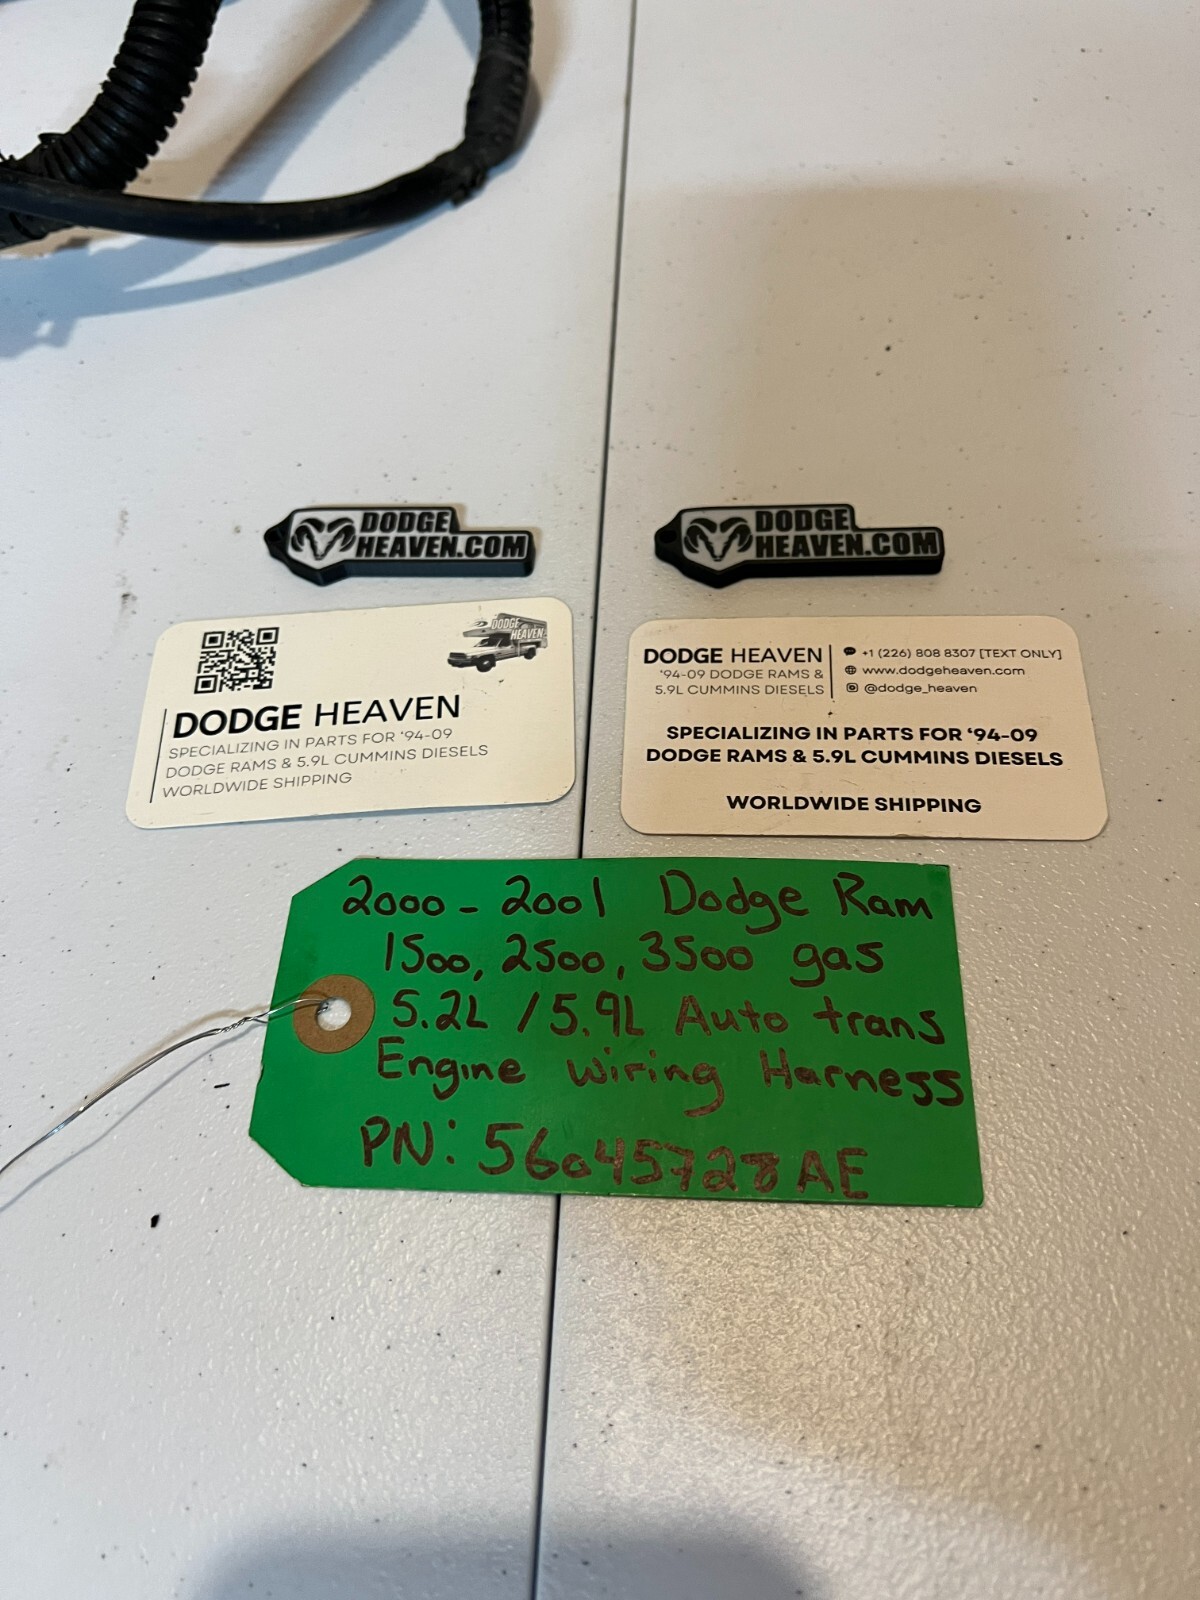 DODGE
HEAVEN.COM
DODGE
HEAVEN.COM
DODGE
HEAVEN
DODGE HEAVEN
SPECIALIZING IN PARTS FOR '94-09
DODGE RAMS & 5.9L CUMMINS DIESELS
WORLDWIDE SHIPPING
DODGE HEAVEN
'94-09 DODGE RAMS &
5.9L CUMMINS DIESELS
+1 (226) 808 8307 [TEXT ONLY]
www.dodgeheaven.com
@dodge_heaven
SPECIALIZING IN PARTS FOR '94-09
DODGE RAMS & 5.9L CUMMINS DIESELS
WORLDWIDE SHIPPING
2000 - 2001 Dodge Ram
1500, 2500, 3500 gas
5.2L / 5.9L Auto trans
Engine wiring Harness
PN: 56045728AE